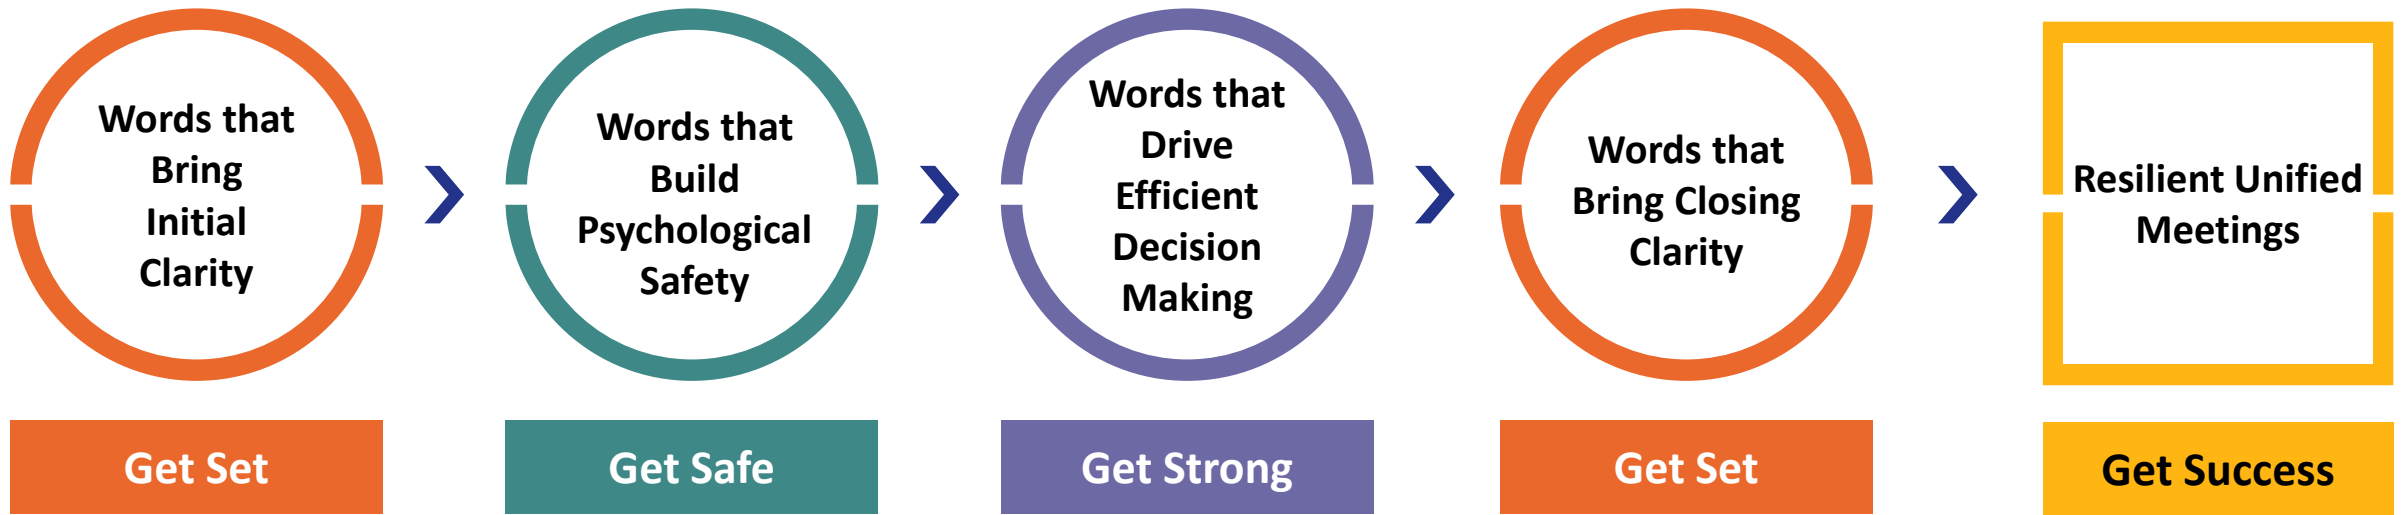 Words that
Bring
Initial
Clarity
Words that
Build
Psychological
Safety
Words that
Drive
Efficient
Decision
Making
Words that
Bring Closing
Clarity
Resilient Unified
Meetings
Get Set
Get Safe
Get Strong
Get Set
Get Success